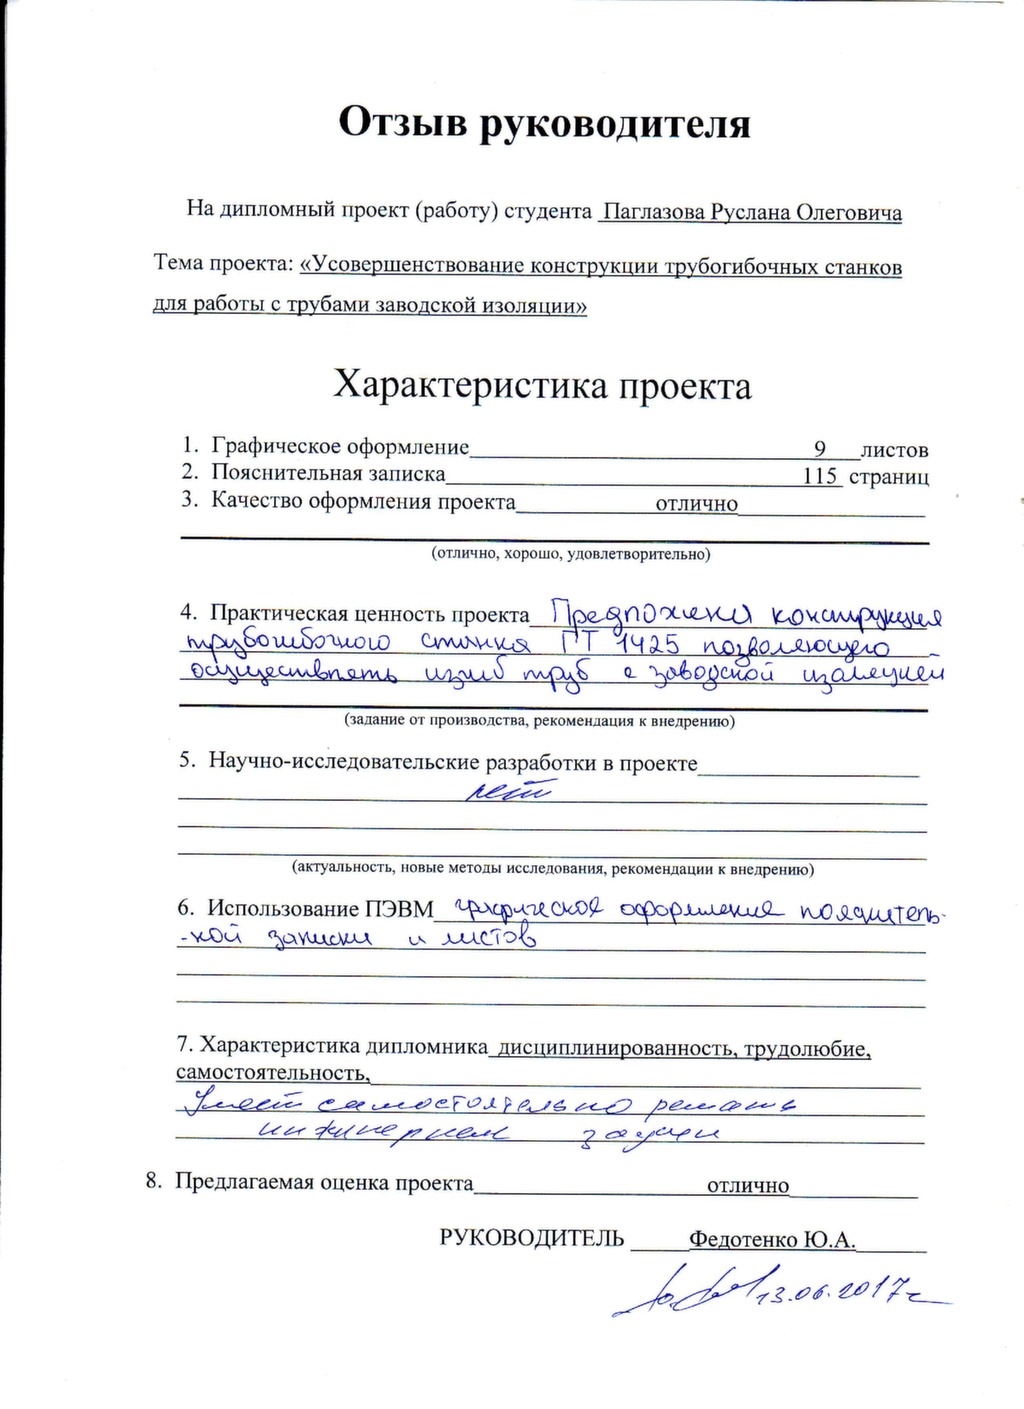 Отзыв руководителя
На дипломный проект (работу) студента Паглазова Руслана Олеговича
Тема проекта: «Усовершенствование конструкции трубогибочных станков
для работы с трубами заводской изоляции»
Характеристика проекта
1. Графическое оформление 9 листов
2. Пояснительная записка 115 страниц
3. Качество оформления проекта отлично
(отлично, хорошо, удовлетворительно)
4. Практическая ценность проекта Предложена конструкция
трубогибочного станка ГТ 1425 позволяющего
осуществлять изгиб труб с заводской изоляцией
(задание от производства, рекомендация к внедрению)
5. Научно-исследовательские разработки в проекте
нет
(актуальность, новые методы исследования, рекомендации к внедрению)
6. Использование ПЭВМ графическое оформление пояснитель-
-ной записки и листов
7. Характеристика дипломника дисциплинированность, трудолюбие,
самостоятельность,
Умеет самостоятельно решать
инженерные задачи
8. Предлагаемая оценка проекта отлично
РУКОВОДИТЕЛЬ Федотенко Ю.А.
13.06.2017г